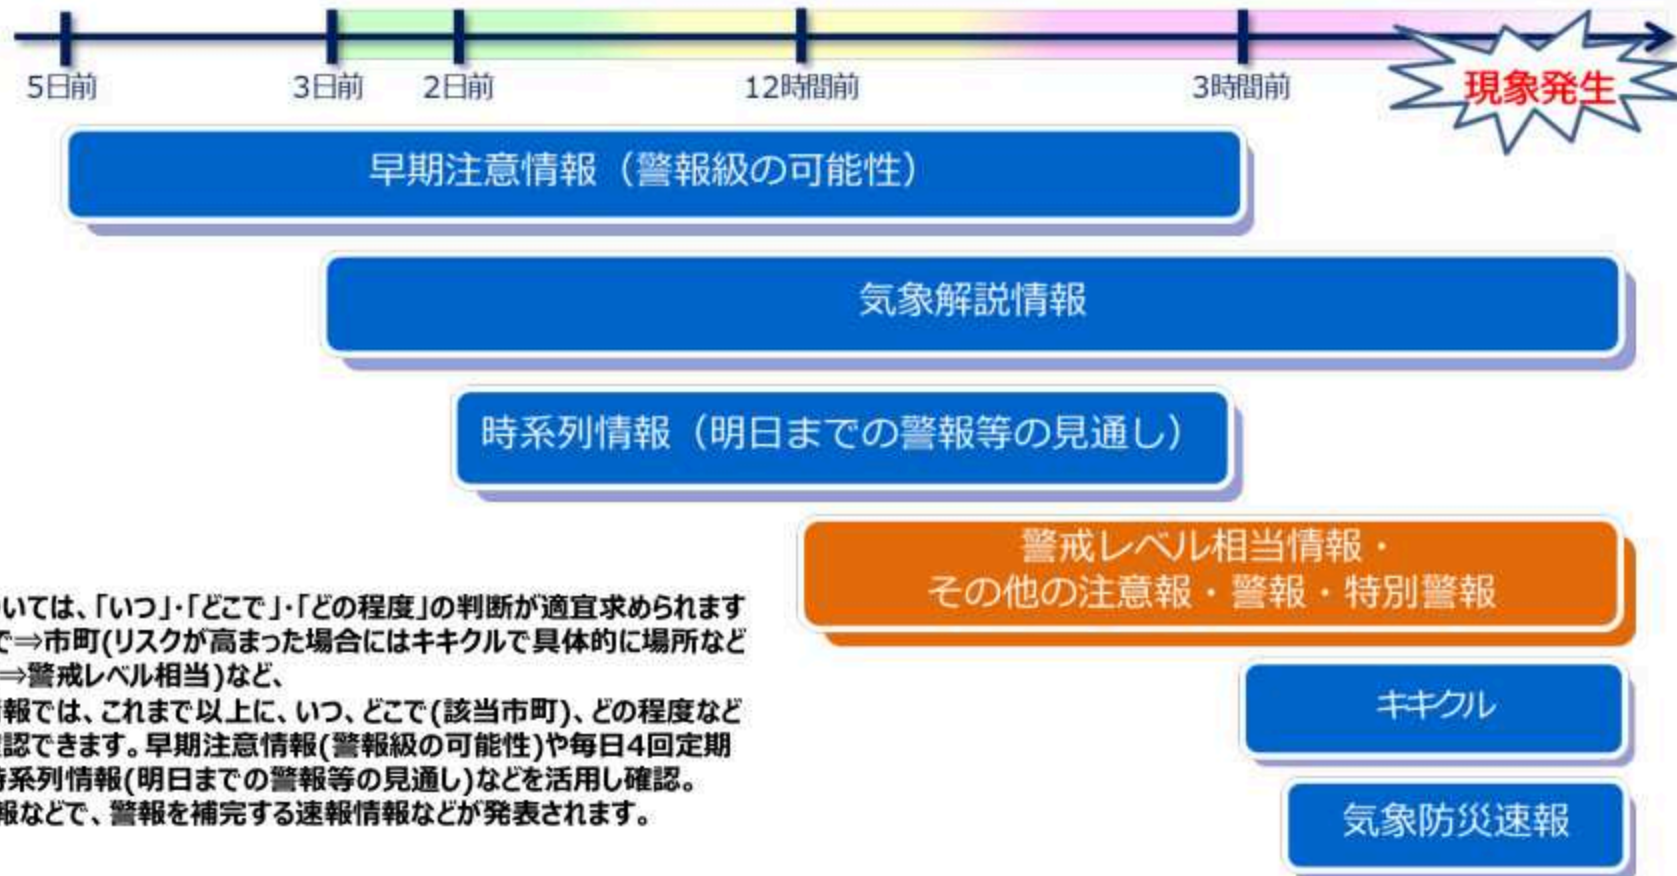 5日前
3日前
2日前
12時間前
3時間前
現象発生
早期注意情報（警報級の可能性）
気象解説情報
時系列情報（明日までの警報等の見通し）
警戒レベル相当情報・
その他の注意報・警報・特別警報
キキクル
気象防災速報
いては、「いつ」・「どこで」・「どの程度」の判断が適宜求められます
で⇒市町(リスクが高まった場合にはキキクルで具体的に場所など
⇒警戒レベル相当)など、
報では、これまで以上に、いつ、どこで(該当市町)、どの程度など
認できます。早期注意情報(警報級の可能性)や毎日4回定期
系列情報(明日までの警報等の見通し)などを活用し確認。
報などで、警報を補完する速報情報などが発表されます。